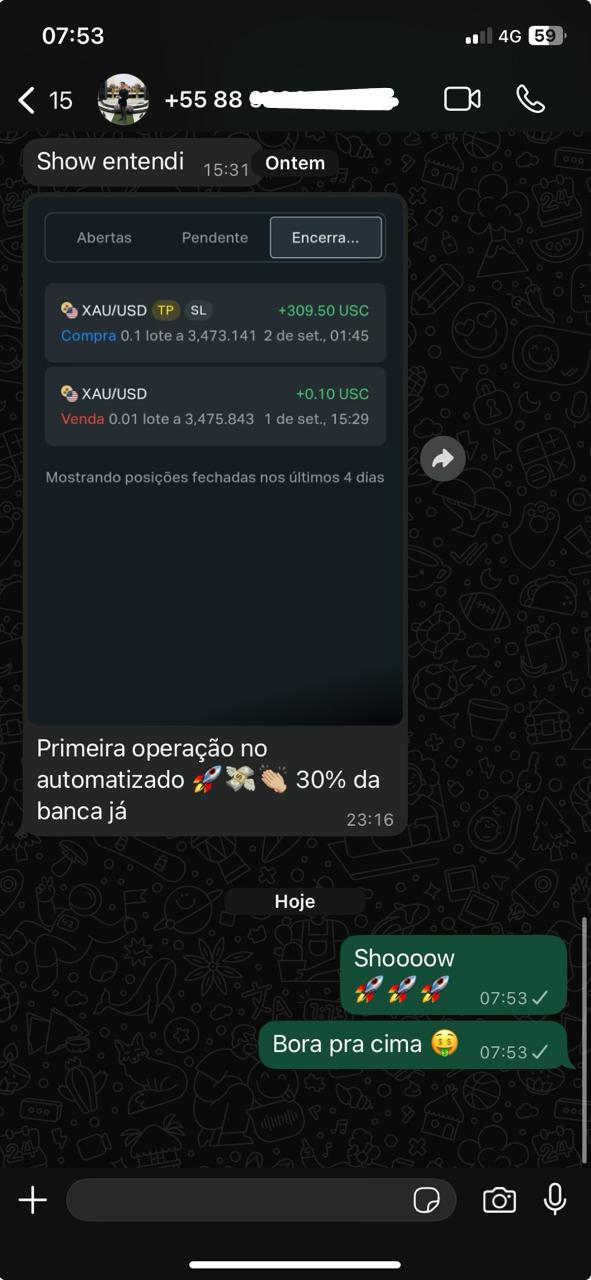 07:53
4G 59
15
+55 88
Show entendi 15:31
Ontem
Abertas Pendente Encerra...
XAU/USD TP SL +309.50 USC
Compra 0.1 lote a 3,473.141 2 de set., 01:45
XAU/USD +0.10 USC
Venda 0.01 lote a 3,475.843 1 de set., 15:29
Mostrando posições fechadas nos últimos 4 dias
Primeira operação no
automatizado 🚀💸👏🏻 30% da
banca já
23:16
Hoje
Shoooow
🚀🚀🚀 07:53
Bora pra cima 🤑 07:53